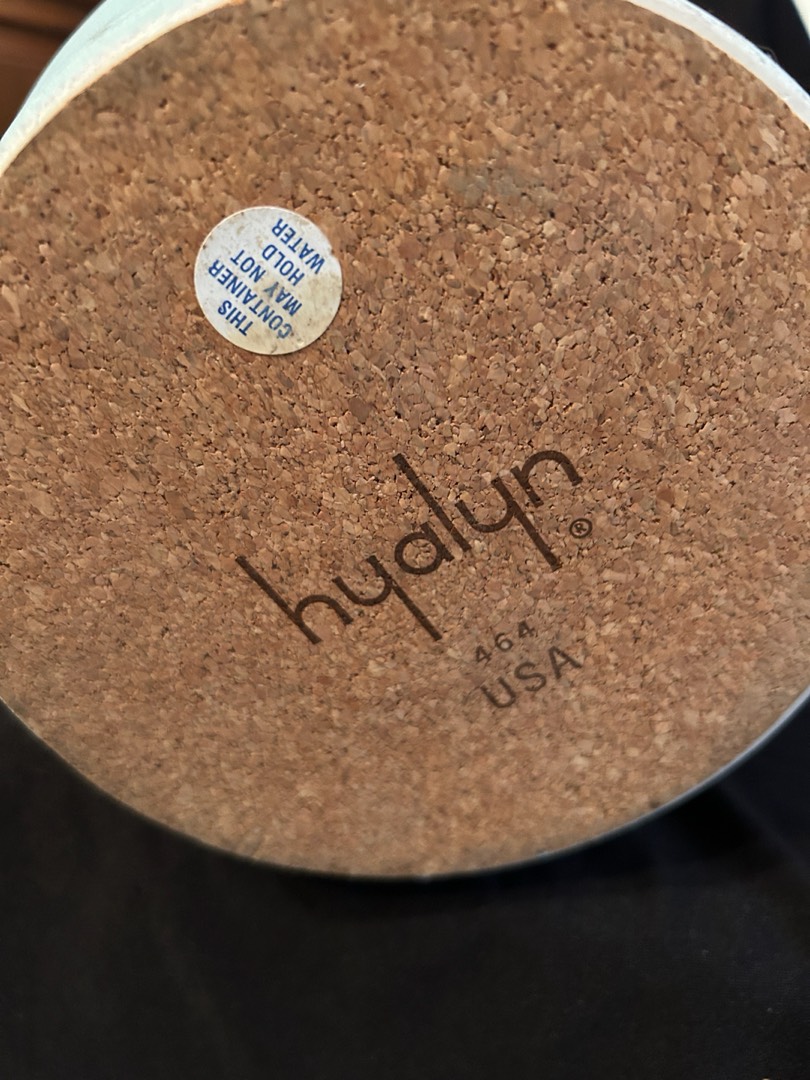 THIS
CONTAINER
MAY NOT
HOLD
WATER
hyalyn®
464
USA